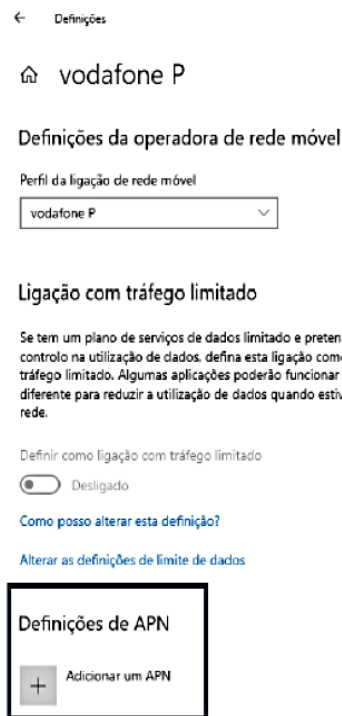 Definições
vodafone P
Definições da operadora de rede móvel
Perfil da ligação de rede móvel
vodafone P
Ligação com tráfego limitado
Se tem um plano de serviços de dados limitado e preten
controlo na utilização de dados, defina esta ligação como
tráfego limitado. Algumas aplicações poderão funcionar
diferente para reduzir a utilização de dados quando estiv
rede.
Definir como ligação com tráfego limitado
Desligado
Como posso alterar esta definição?
Alterar as definições de limite de dados
Definições de APN
Adicionar um APN